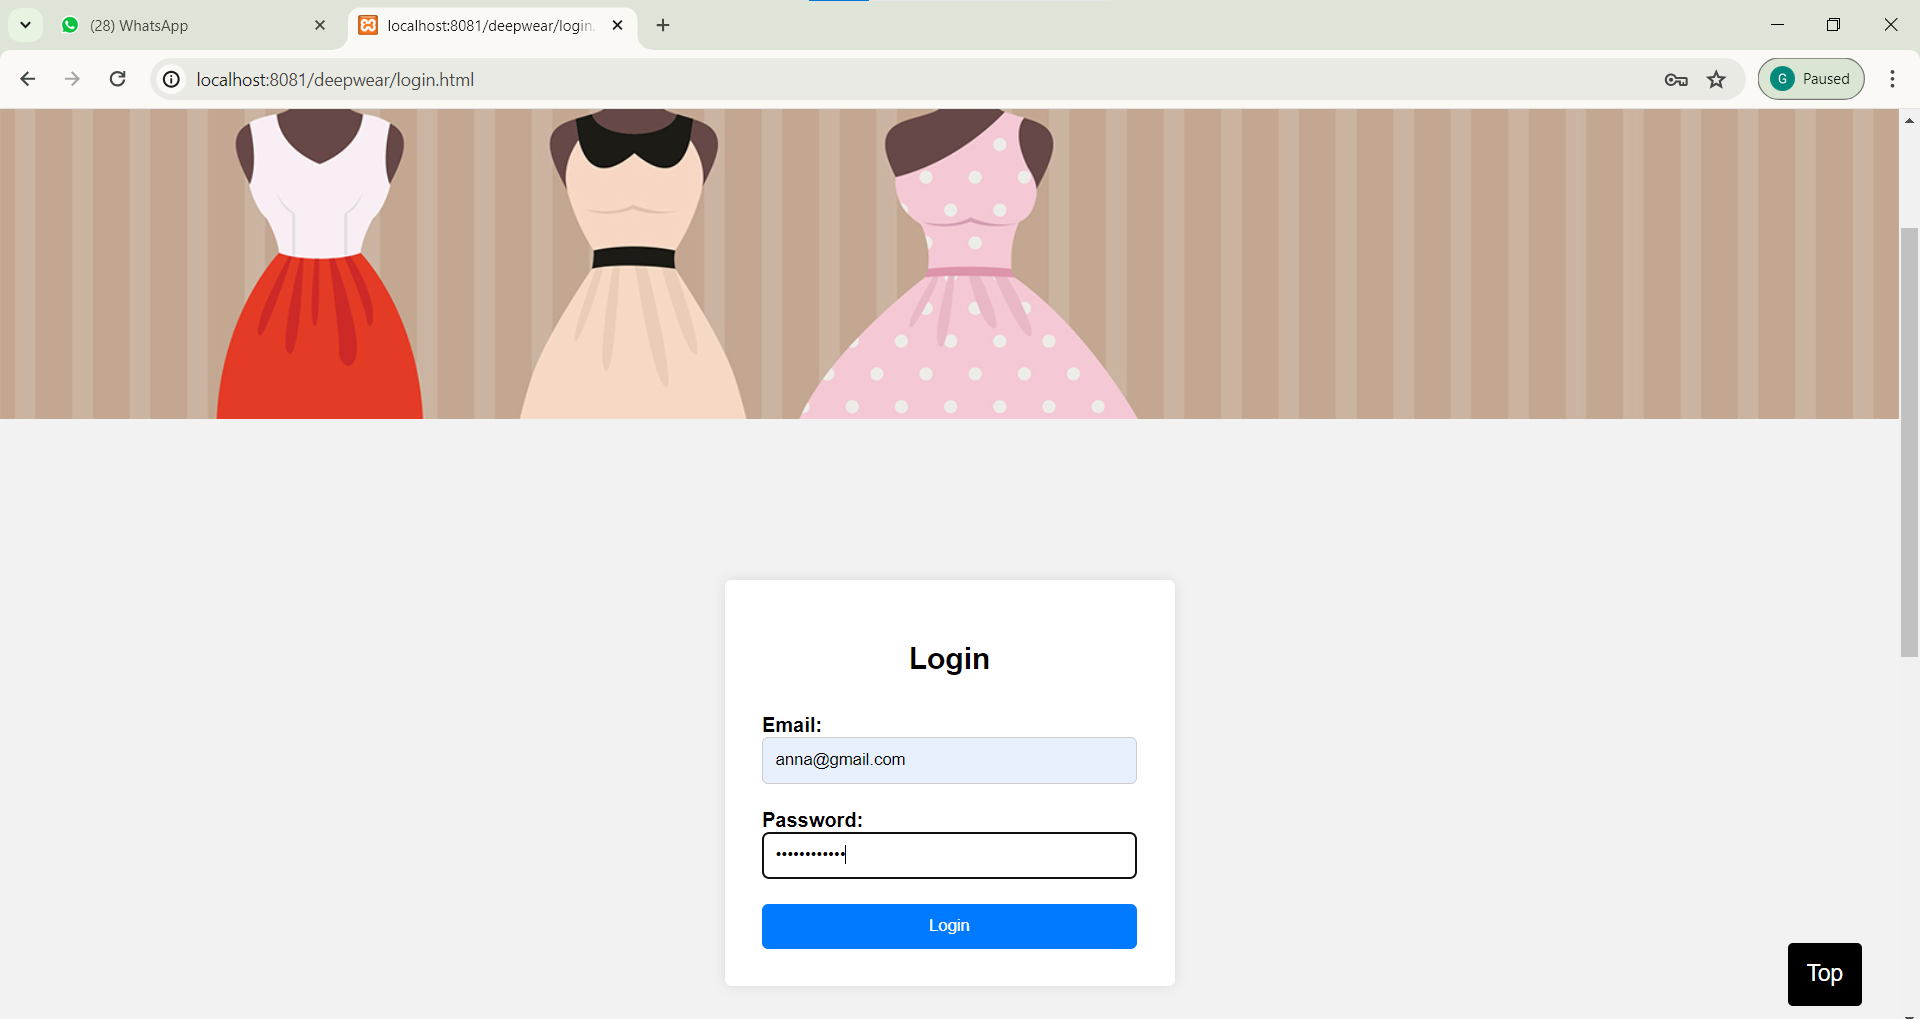 (28) WhatsApp
localhost:8081/deepwear/login.
localhost:8081/deepwear/login.html
G Paused
Login
Email:
anna@gmail.com
Password:
••••••••••••
Login
Top